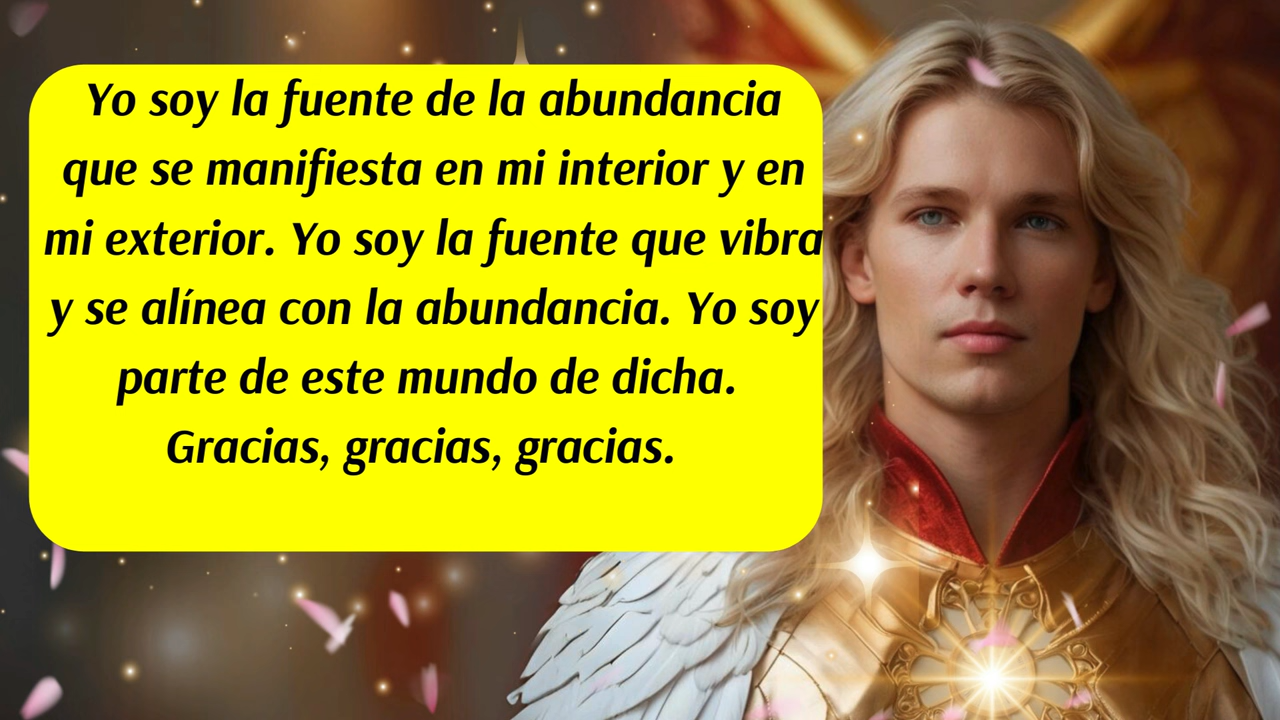 Yo soy la fuente de la abundancia
que se manifiesta en mi interior y en
mi exterior. Yo soy la fuente que vibra
y se alínea con la abundancia. Yo soy
parte de este mundo de dicha.
Gracias, gracias, gracias.